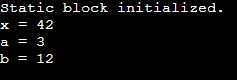 Static block initialized.
x = 42
a = 3
b = 12